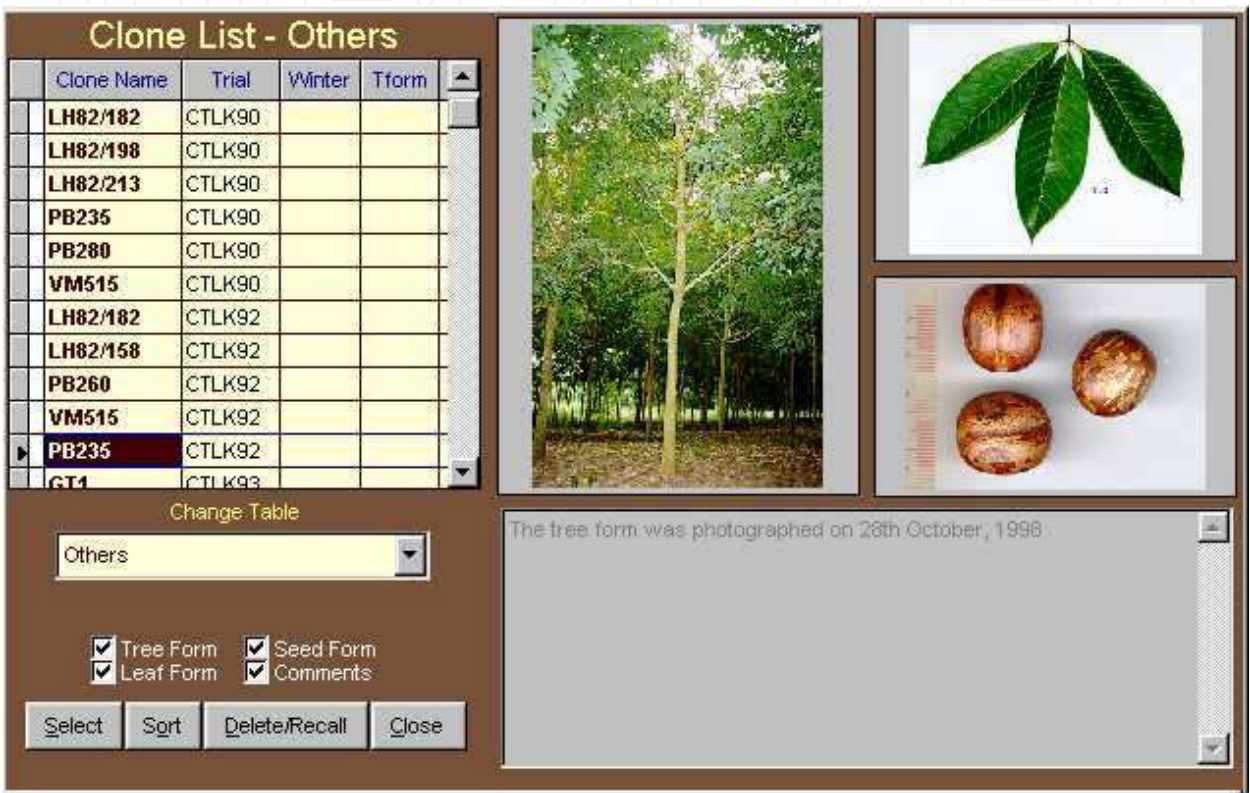 Clone List - Others
Clone Name Trial Winter Tform
LH82/182 CTLK90
LH82/198 CTLK90
LH82/213 CTLK90
PB235 CTLK90
PB280 CTLK90
VM515 CTLK90
LH82/182 CTLK92
LH82/158 CTLK92
PB260 CTLK92
VM515 CTLK92
PB235 CTLK92
GT1 CTLK93
Change Table
Others
Tree Form Seed Form
Leaf Form Comments
Select Sort Delete/Recall Close
The tree form was photographed on 28th October, 1998